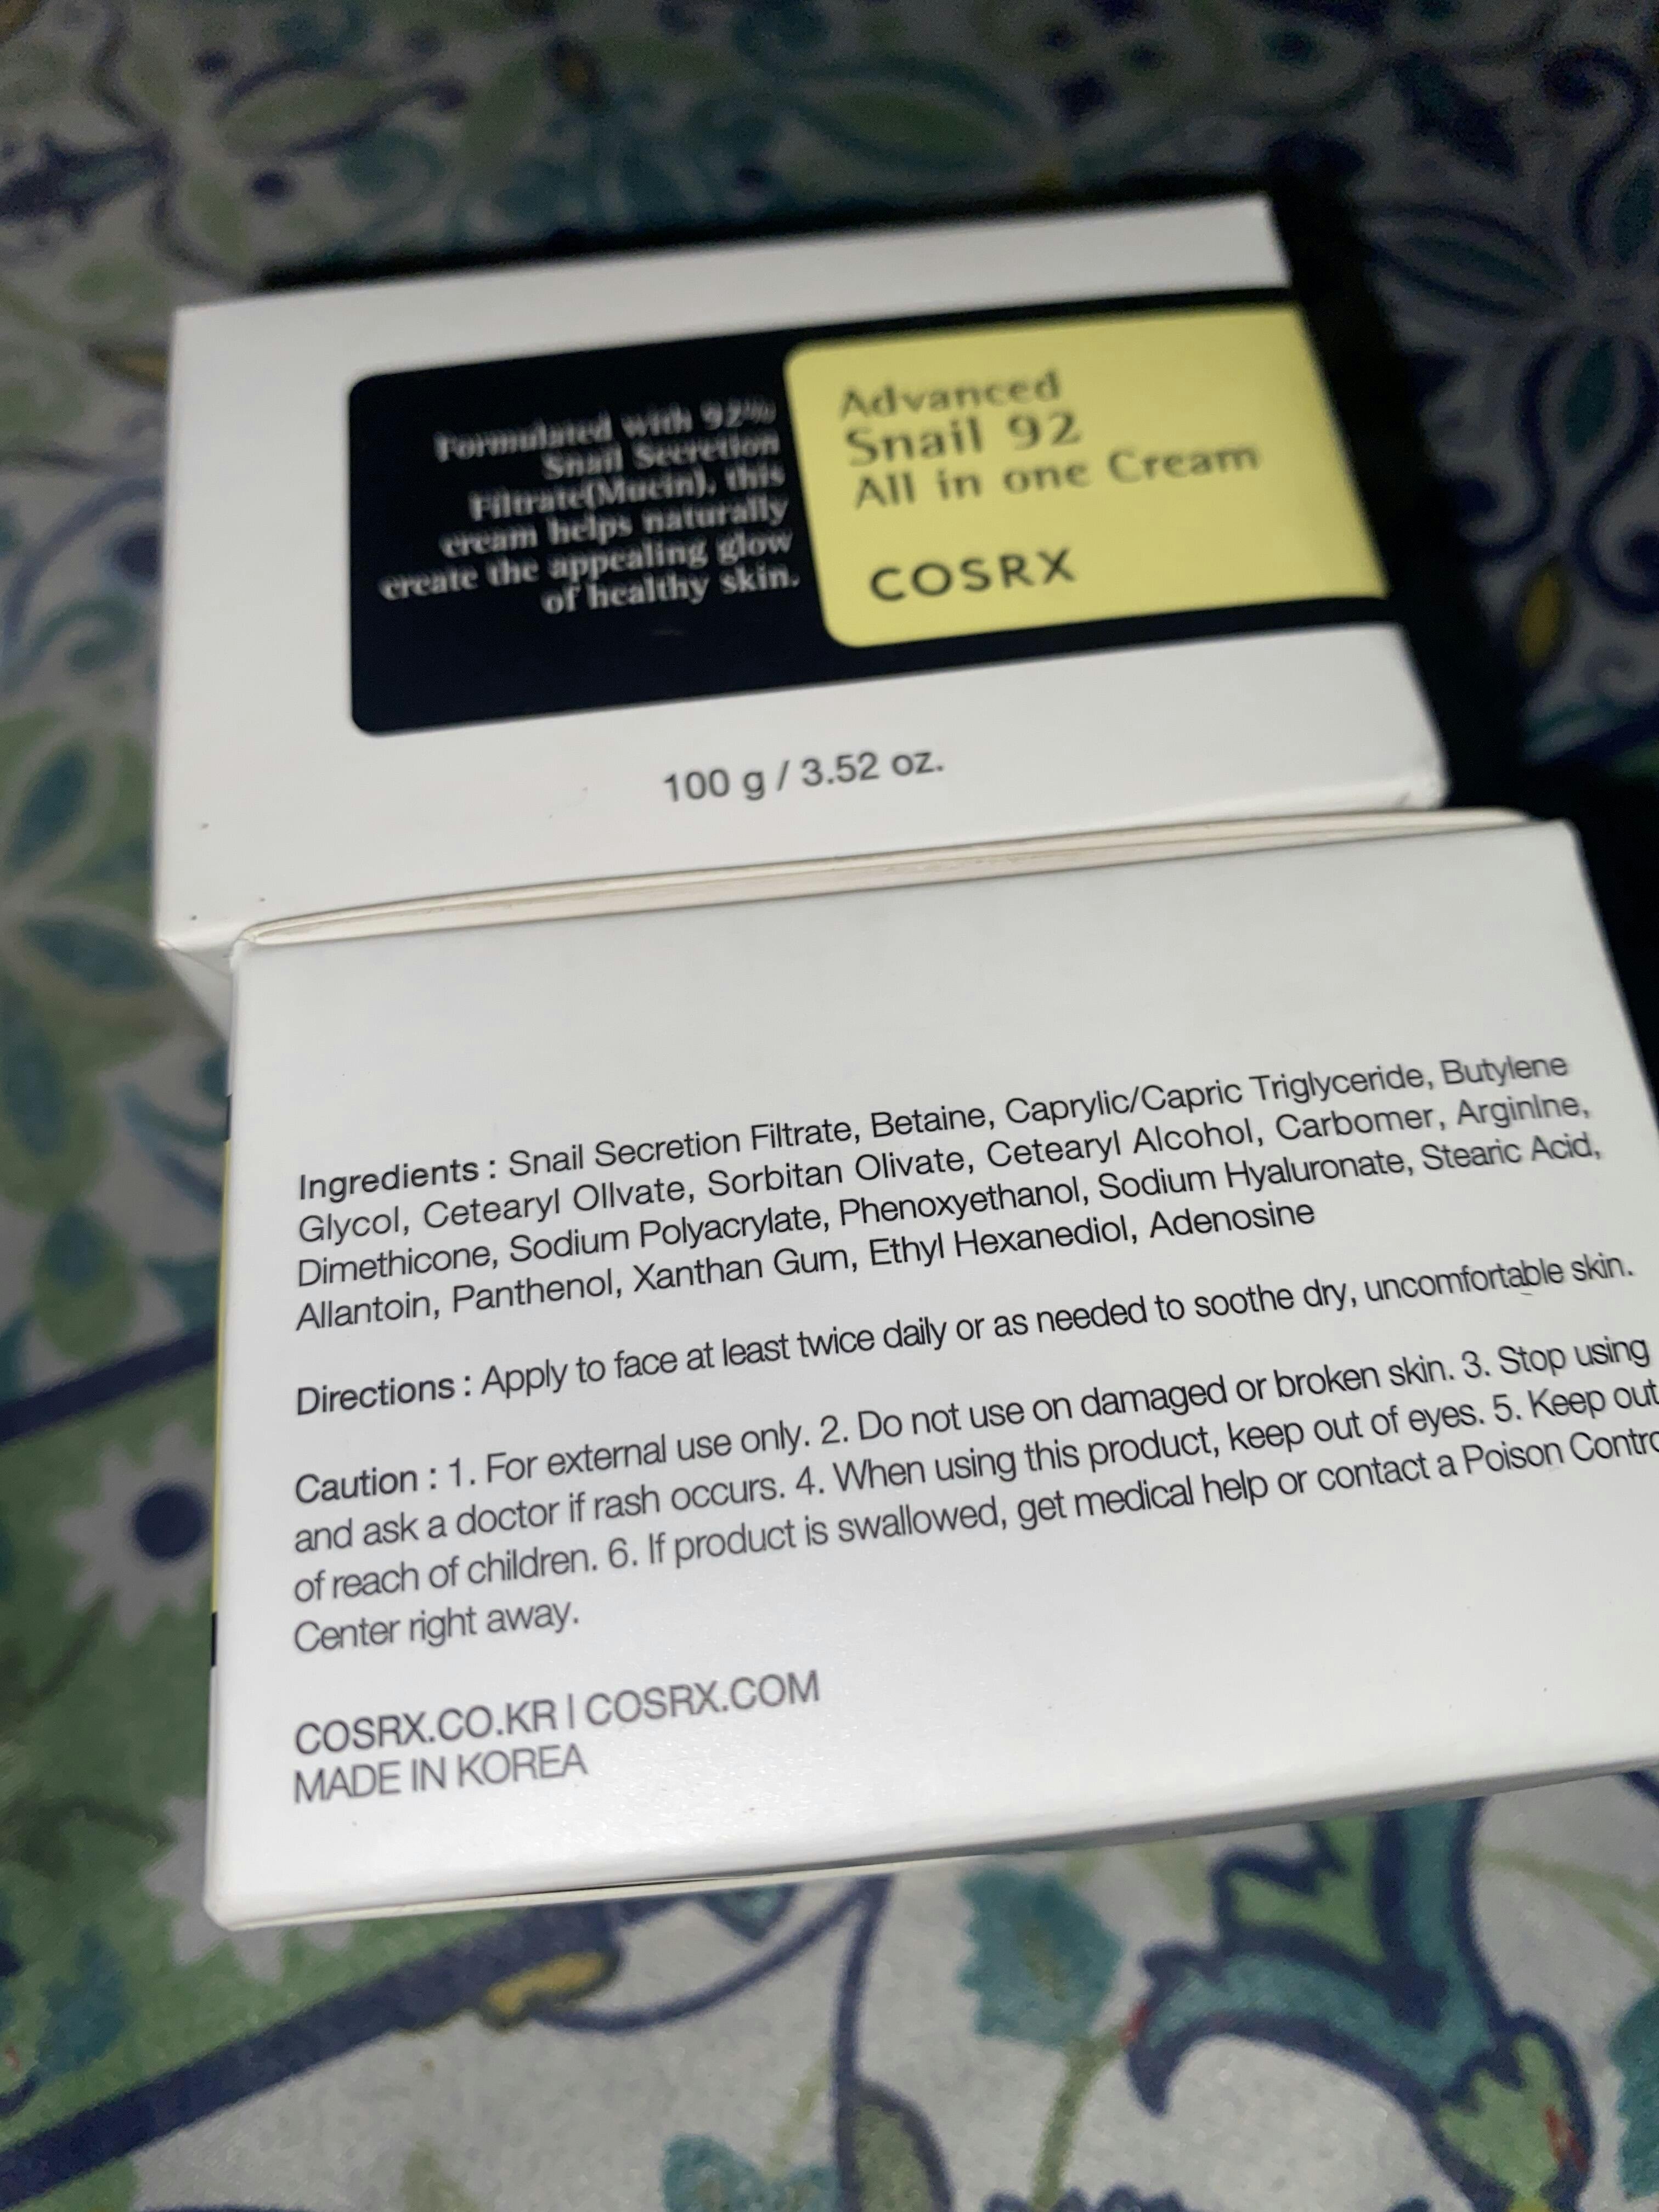 Formulated with 92%
Snail Secretion
Filtrate(Mucin), this
cream helps naturally
create the appealing glow
of healthy skin.
Advanced
Snail 92
All in one Cream
COSRX
100 g / 3.52 oz.
Ingredients : Snail Secretion Filtrate, Betaine, Caprylic/Capric Triglyceride, Butylene
Glycol, Cetearyl Ollvate, Sorbitan Olivate, Cetearyl Alcohol, Carbomer, ArginIne,
Dimethicone, Sodium Polyacrylate, Phenoxyethanol, Sodium Hyaluronate, Stearic Acid,
Allantoin, Panthenol, Xanthan Gum, Ethyl Hexanediol, Adenosine
Directions : Apply to face at least twice daily or as needed to soothe dry, uncomfortable skin.
Caution : 1. For external use only. 2. Do not use on damaged or broken skin. 3. Stop using
and ask a doctor if rash occurs. 4. When using this product, keep out of eyes. 5. Keep out
of reach of children. 6. If product is swallowed, get medical help or contact a Poison Contro
Center right away.
COSRX.CO.KR | COSRX.COM
MADE IN KOREA